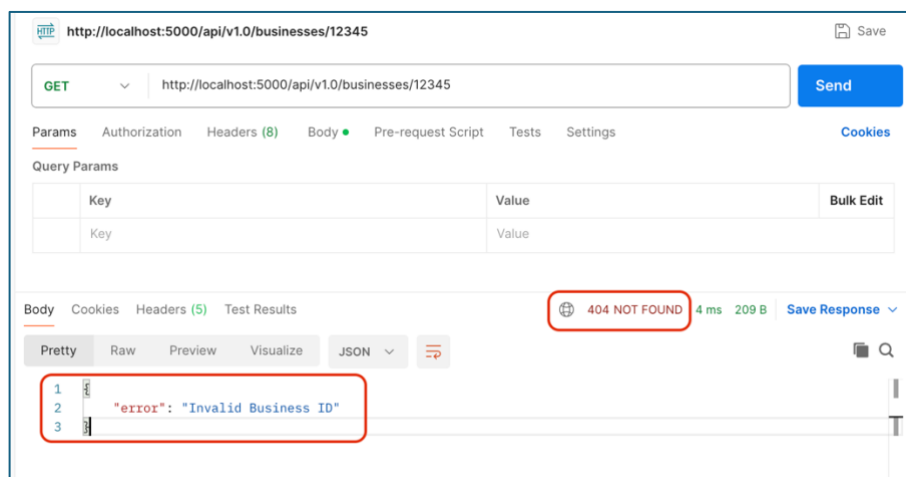 HTTP http://localhost:5000/api/v1.0/businesses/12345 Save
GET http://localhost:5000/api/v1.0/businesses/12345 Send
Params Authorization Headers (8) Body Pre-request Script Tests Settings Cookies
Query Params
Key Value Bulk Edit
Key Value
Body Cookies Headers (5) Test Results 404 NOT FOUND 4 ms 209 B Save Response
Pretty Raw Preview Visualize JSON
1 {
2 "error": "Invalid Business ID"
3 }